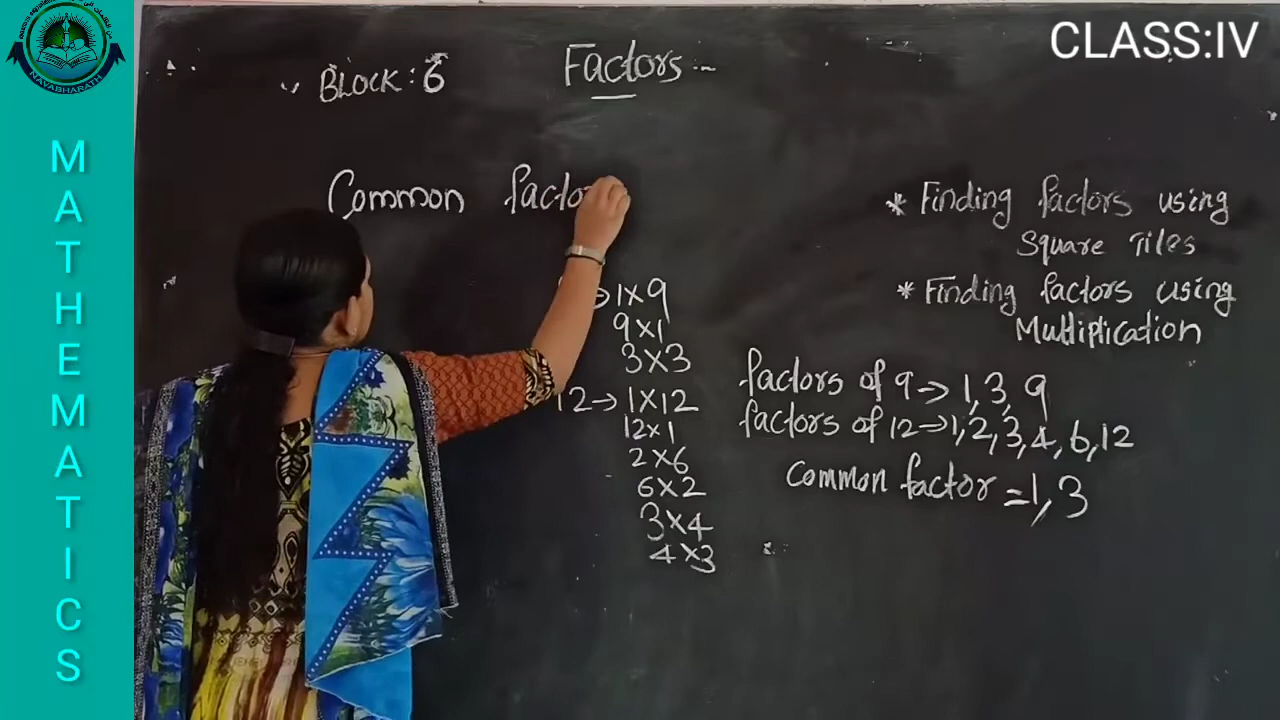 NAVABHARATH
MATHEMATICS
CLASS:IV
BLOCK: 6
Factors
Common facto
* Finding factors using
Square Tiles
* Finding factors using
Multiplication
→ 1×9
9×1
3×3
12→ 1×12
12×1
2×6
6×2
3×4
4×3
factors of 9→ 1, 3, 9
factors of 12→1, 2, 3, 4, 6, 12
common factor =1, 3